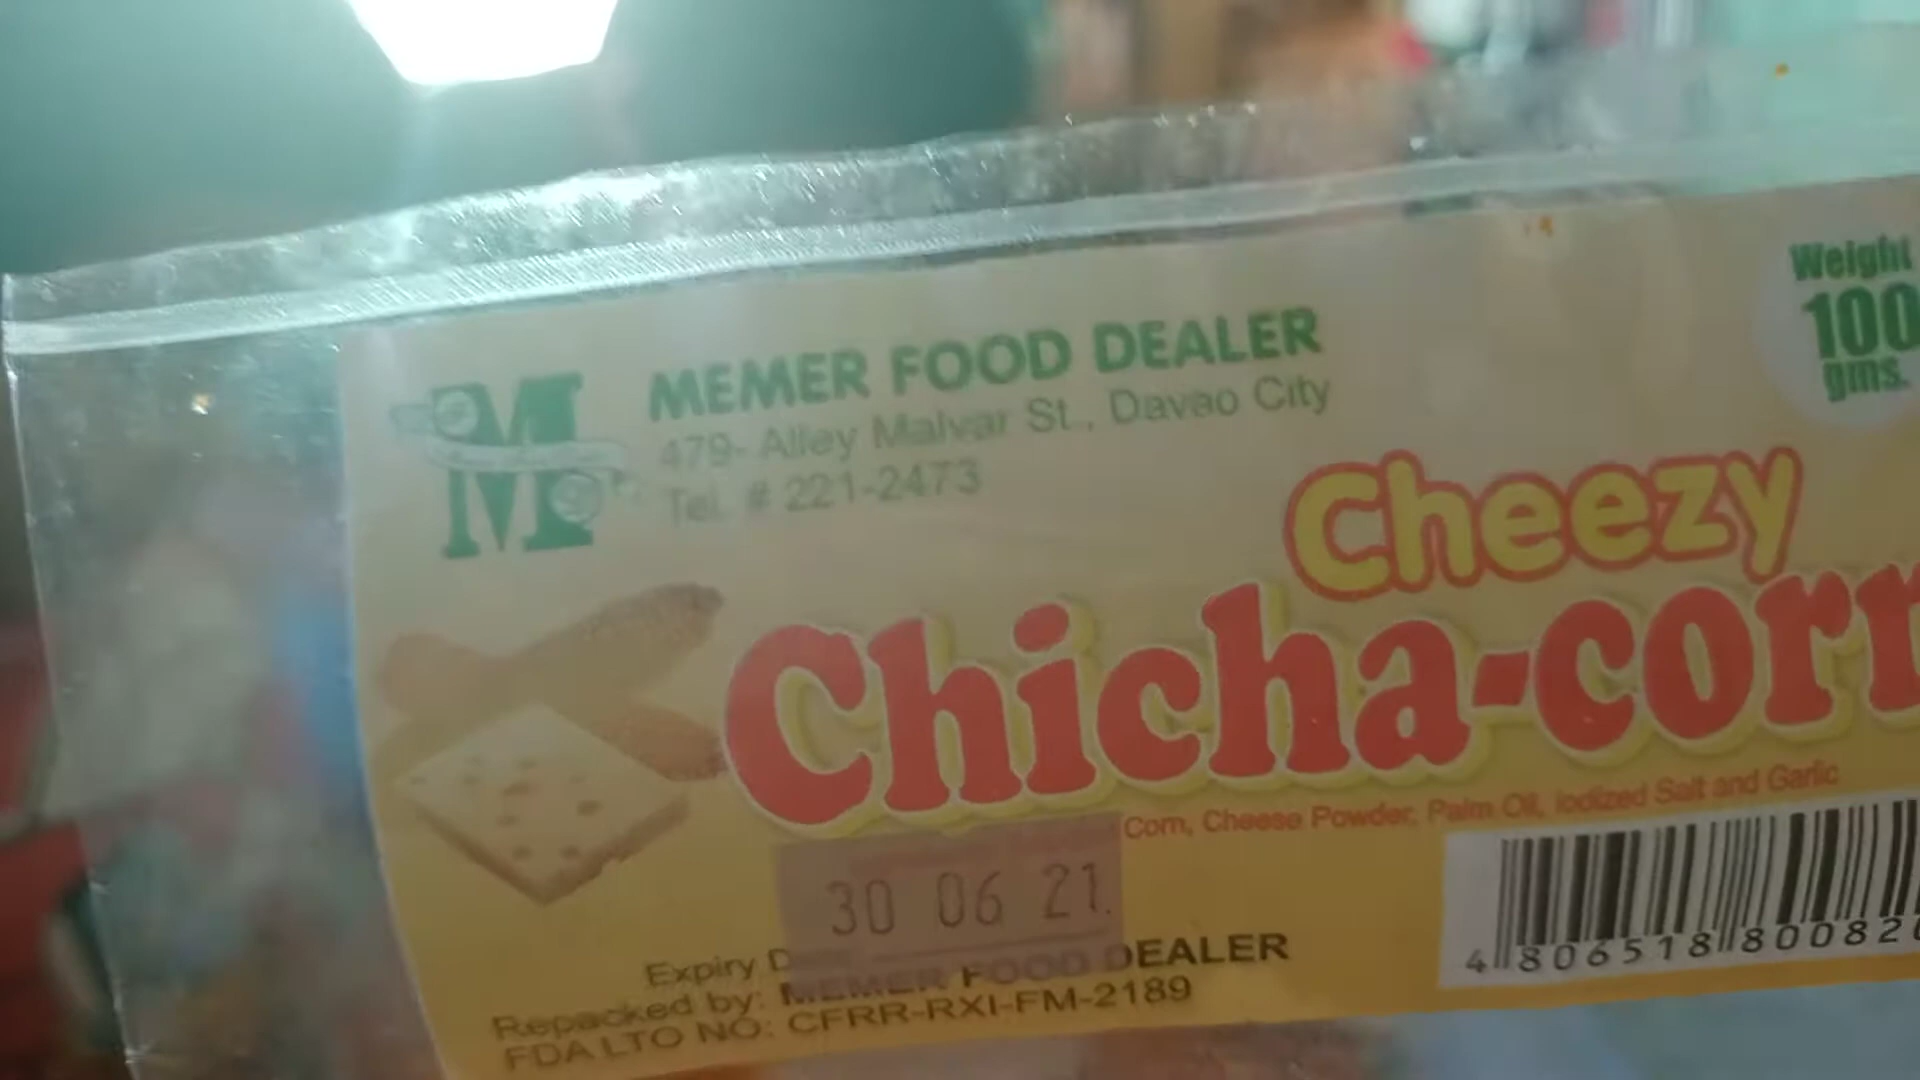 MEMER FOOD DEALER
479- Alley Malvar St., Davao City
Tel. # 221-2473
Weight
100
gms.
Cheezy
Chicha-corn
Corn, Cheese Powder, Palm Oil, Iodized Salt and Garlic
30 06 21.
Expiry D
Repacked by: MEMER FOOD DEALER
FDA LTO NO: CFRR-RXI-FM-2189
4 806518 80082